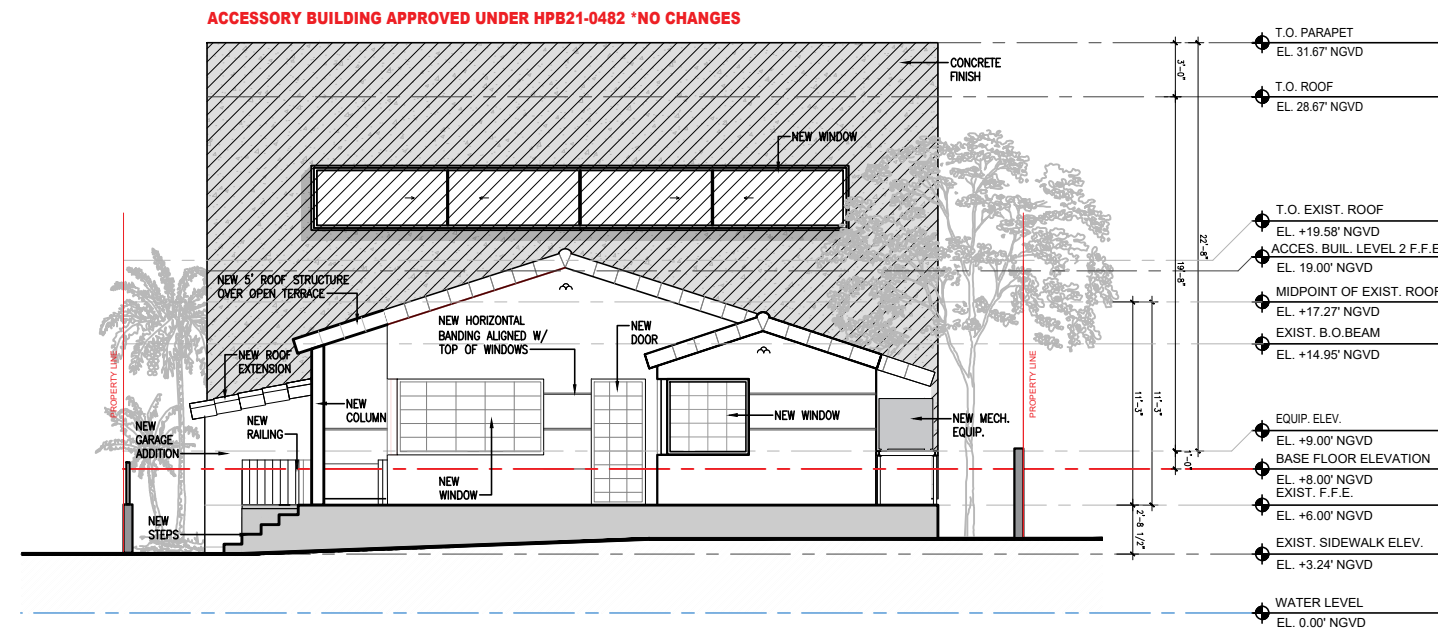 ACCESSORY BUILDING APPROVED UNDER HPB21-0482 *NO CHANGES
CONCRETE
FINISH
NEW WINDOW
NEW 5' ROOF STRUCTURE
OVER OPEN TERRACE
NEW HORIZONTAL
BANDING ALIGNED W/
TOP OF WINDOWS
NEW
DOOR
NEW ROOF
EXTENSION
PROPERTY LINE
NEW
GARAGE
ADDITION
NEW
RAILING
NEW
COLUMN
NEW WINDOW
NEW MECH.
EQUIP.
PROPERTY LINE
NEW
WINDOW
NEW
STEPS
3'-0"
22'-8"
19'-8"
11'-3"
11'-3"
1'-0"
2'-8 1/2"
T.O. PARAPET
EL. 31.67' NGVD
T.O. ROOF
EL. 28.67' NGVD
T.O. EXIST. ROOF
EL. +19.58' NGVD
ACCES. BUIL. LEVEL 2 F.F.E
EL. 19.00' NGVD
MIDPOINT OF EXIST. ROOF
EL. +17.27' NGVD
EXIST. B.O.BEAM
EL. +14.95' NGVD
EQUIP. ELEV.
EL. +9.00' NGVD
BASE FLOOR ELEVATION
EL. +8.00' NGVD
EXIST. F.F.E.
EL. +6.00' NGVD
EXIST. SIDEWALK ELEV.
EL. +3.24' NGVD
WATER LEVEL
EL. 0.00' NGVD